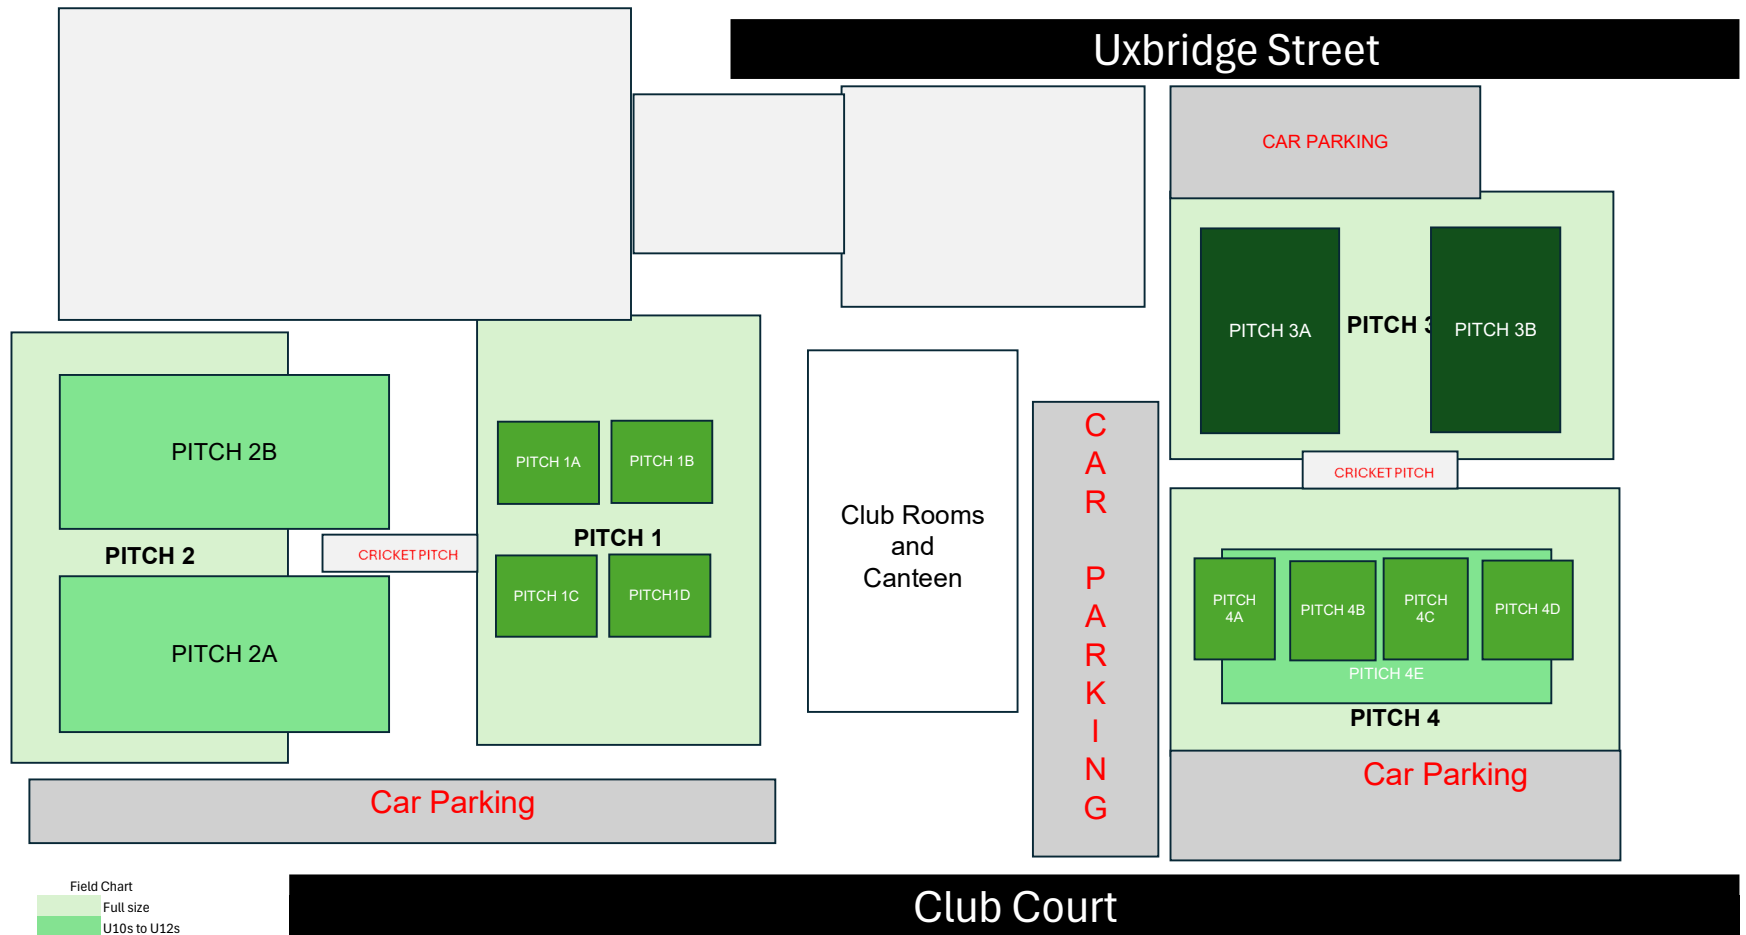 Uxbridge Street
CAR PARKING
PITCH 3A
PITCH 3
PITCH 3B
CRICKET PITCH
PITCH 2B
PITCH 2
PITCH 2A
CRICKET PITCH
PITCH 1A
PITCH 1B
PITCH 1
PITCH 1C
PITCH1D
Club Rooms
and
Canteen
CAR PARKING
PITCH
4A
PITCH 4B
PITCH
4C
PITCH 4D
PITICH 4E
PITCH 4
Car Parking
Car Parking
Club Court
Field Chart
Full size
U10s to U12s